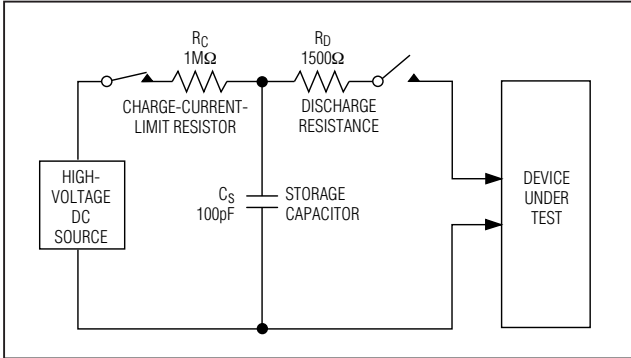 R_C
1MΩ
CHARGE-CURRENT-
LIMIT RESISTOR
R_D
1500Ω
DISCHARGE
RESISTANCE
HIGH-
VOLTAGE
DC
SOURCE
C_S
100pF
STORAGE
CAPACITOR
DEVICE
UNDER
TEST